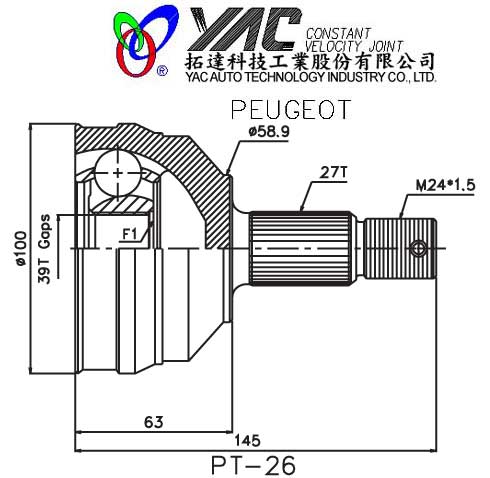 YAC CONSTANT
VELOCITY JOINT
®
拓達科技工業股份有限公司
YAC AUTO TECHNOLOGY INDUSTRY CO., LTD.
PEUGEOT
ø58.9
27T
M24*1.5
F1
39T Gaps
ø100
63
145
PT-26